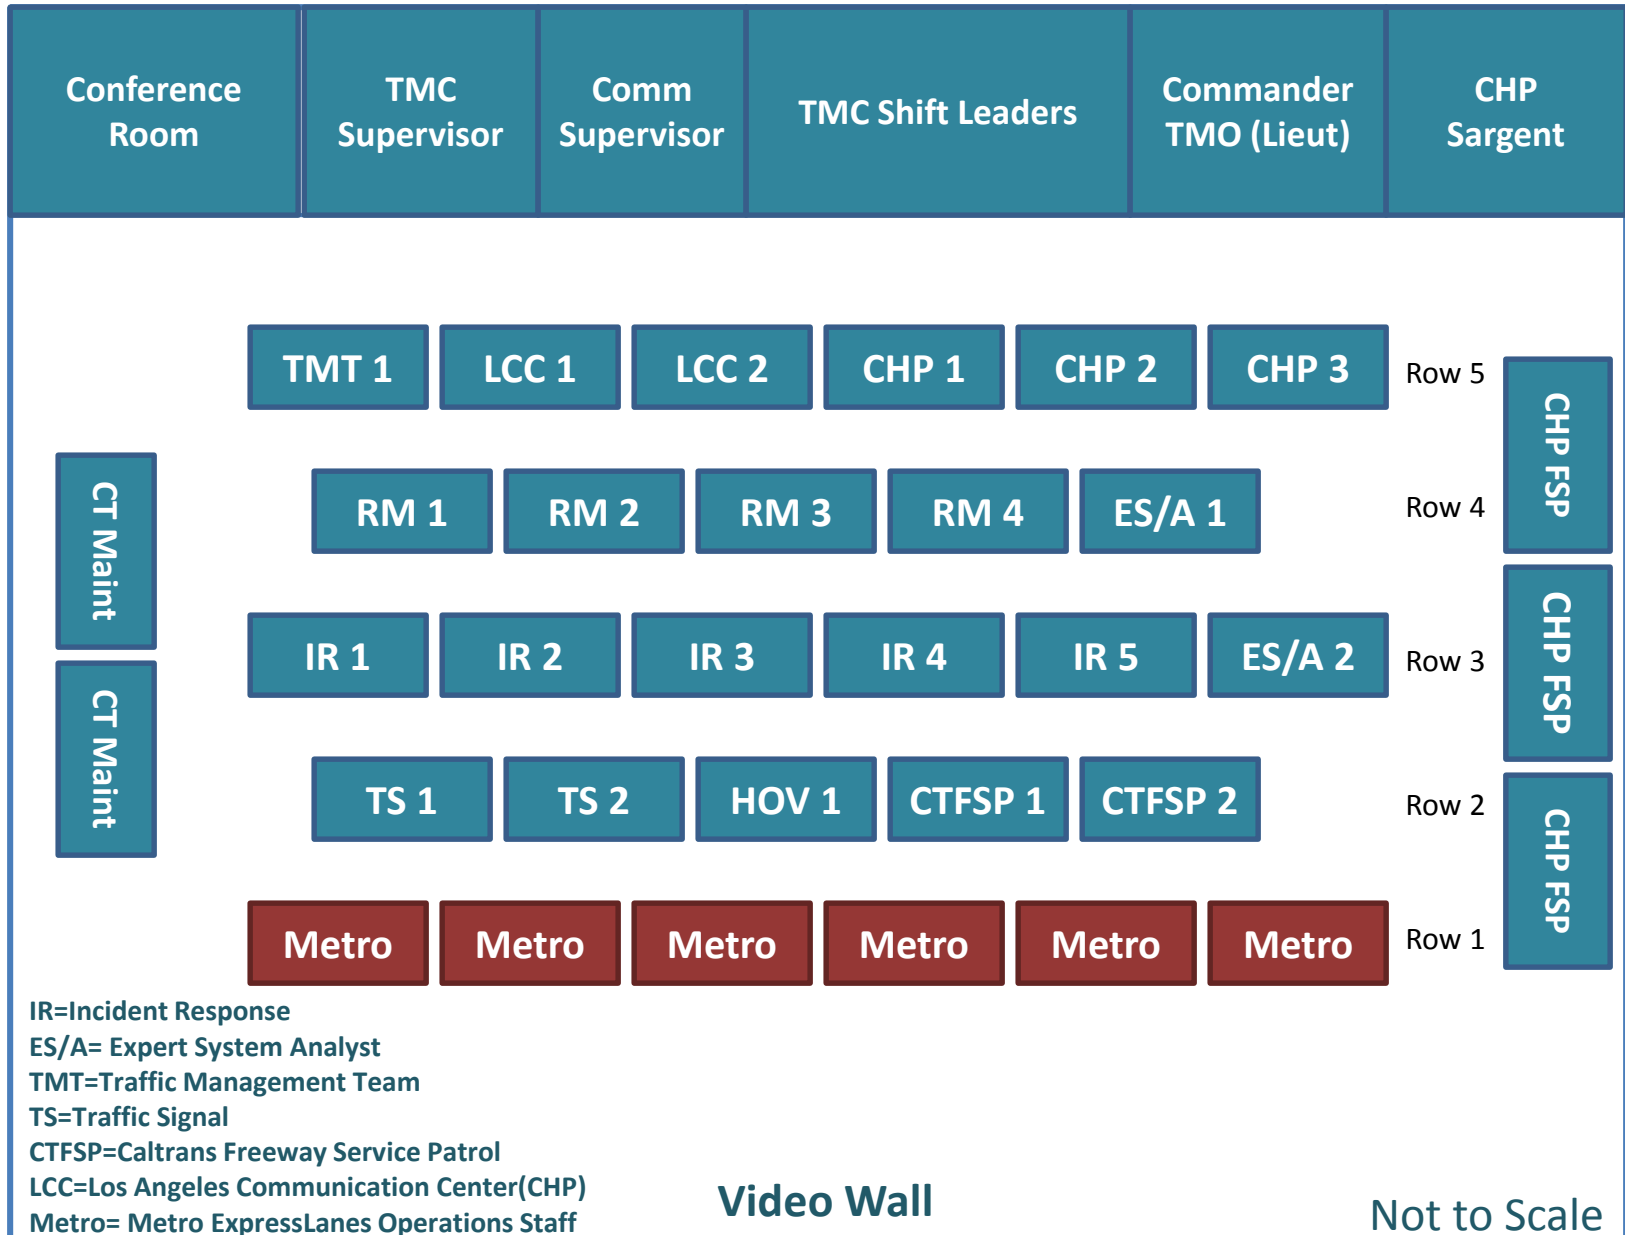 Conference
Room
TMC
Supervisor
Comm
Supervisor
TMC Shift Leaders
Commander
TMO (Lieut)
CHP
Sargent
TMT 1
LCC 1
LCC 2
CHP 1
CHP 2
CHP 3
Row 5
CHP FSP
CT Maint
RM 1
RM 2
RM 3
RM 4
ES/A 1
Row 4
IR 1
IR 2
IR 3
IR 4
IR 5
ES/A 2
Row 3
CHP FSP
CT Maint
TS 1
TS 2
HOV 1
CTFSP 1
CTFSP 2
Row 2
CHP FSP
Metro
Metro
Metro
Metro
Metro
Metro
Row 1
IR=Incident Response
ES/A= Expert System Analyst
TMT=Traffic Management Team
TS=Traffic Signal
CTFSP=Caltrans Freeway Service Patrol
LCC=Los Angeles Communication Center(CHP)
Metro= Metro ExpressLanes Operations Staff
Video Wall
Not to Scale